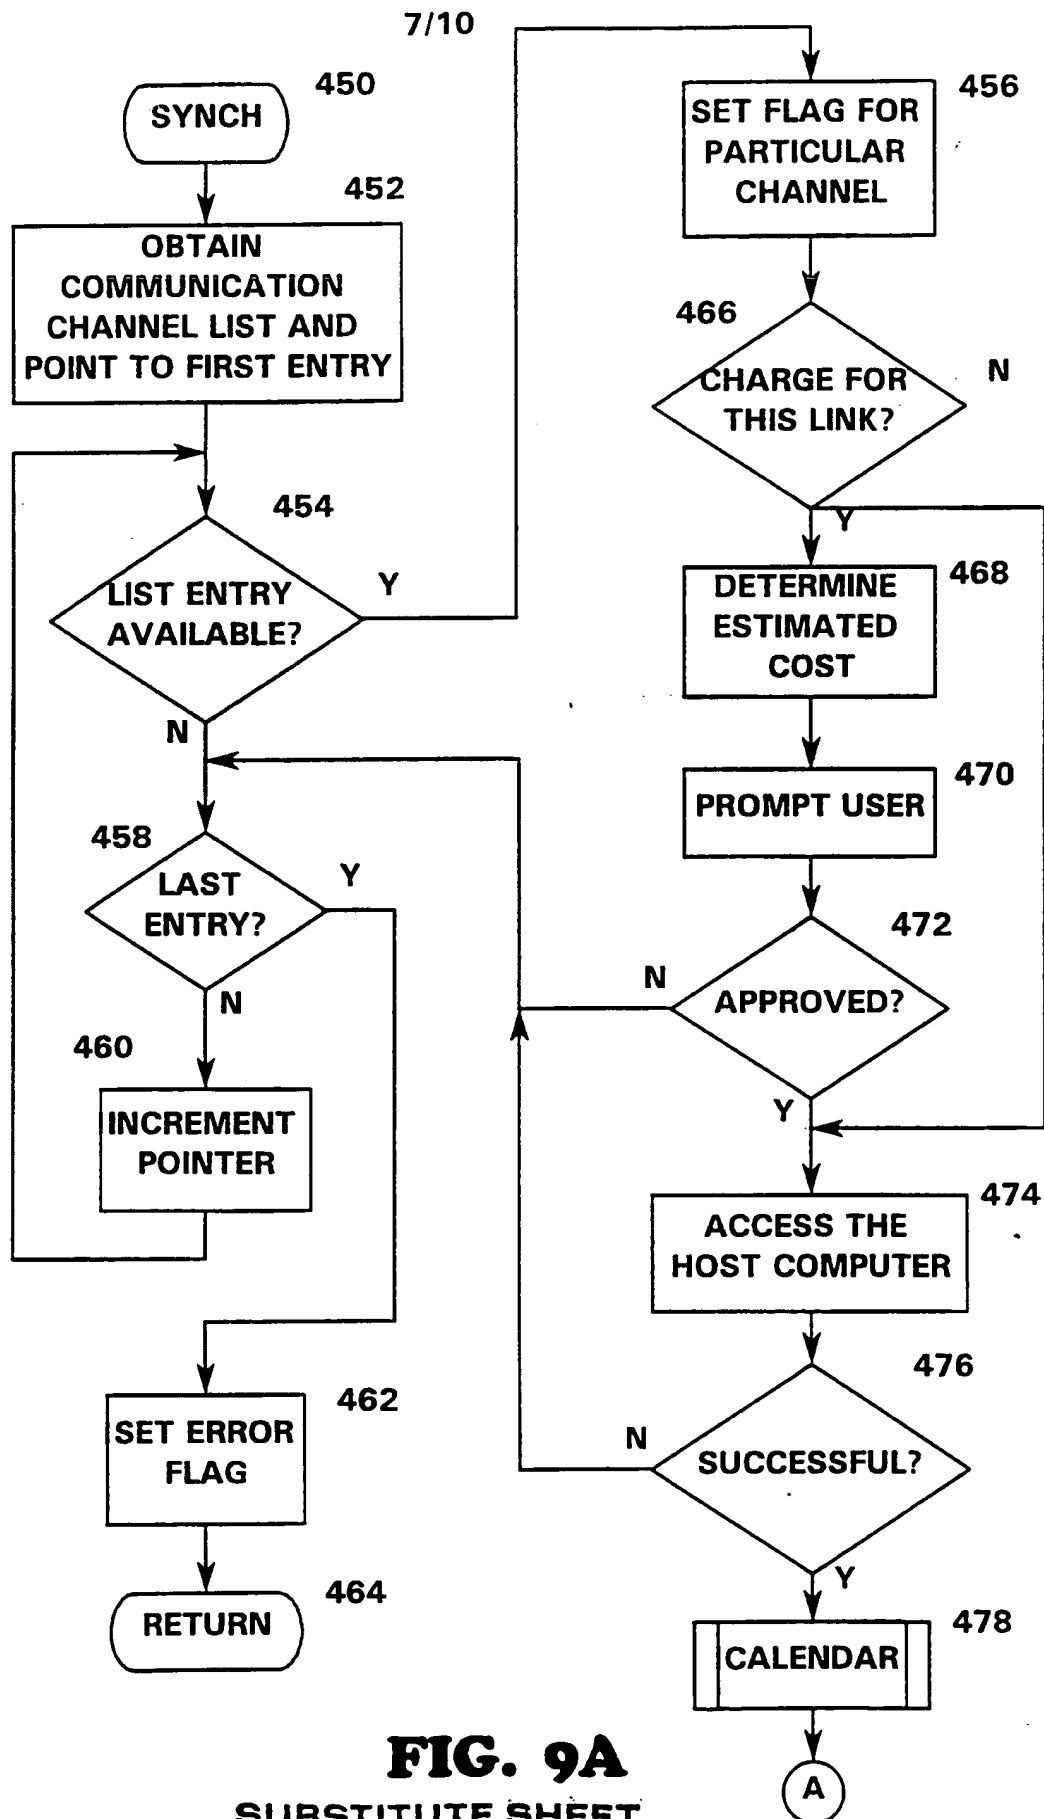 7/10
450
SYNCH
452
OBTAIN
COMMUNICATION
CHANNEL LIST AND
POINT TO FIRST ENTRY
454
LIST ENTRY
AVAILABLE?
Y
N
458
LAST
ENTRY?
Y
N
460
INCREMENT
POINTER
462
SET ERROR
FLAG
464
RETURN
456
SET FLAG FOR
PARTICULAR
CHANNEL
466
CHARGE FOR
THIS LINK?
N
Y
468
DETERMINE
ESTIMATED
COST
470
PROMPT USER
472
N
APPROVED?
Y
474
ACCESS THE
HOST COMPUTER
476
N
SUCCESSFUL?
Y
478
CALENDAR
A
FIG. 9A
SUBSTITUTE SHEET